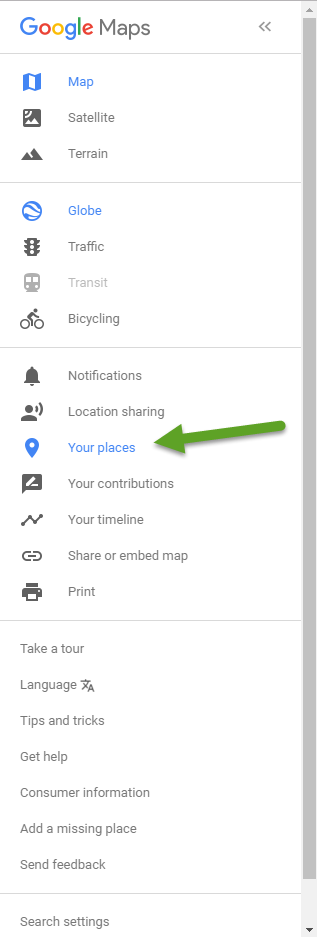 Google Maps
Map
Satellite
Terrain
Globe
Traffic
Transit
Bicycling
Notifications
Location sharing
Your places
Your contributions
Your timeline
Share or embed map
Print
Take a tour
Language
Tips and tricks
Get help
Consumer information
Add a missing place
Send feedback
Search settings